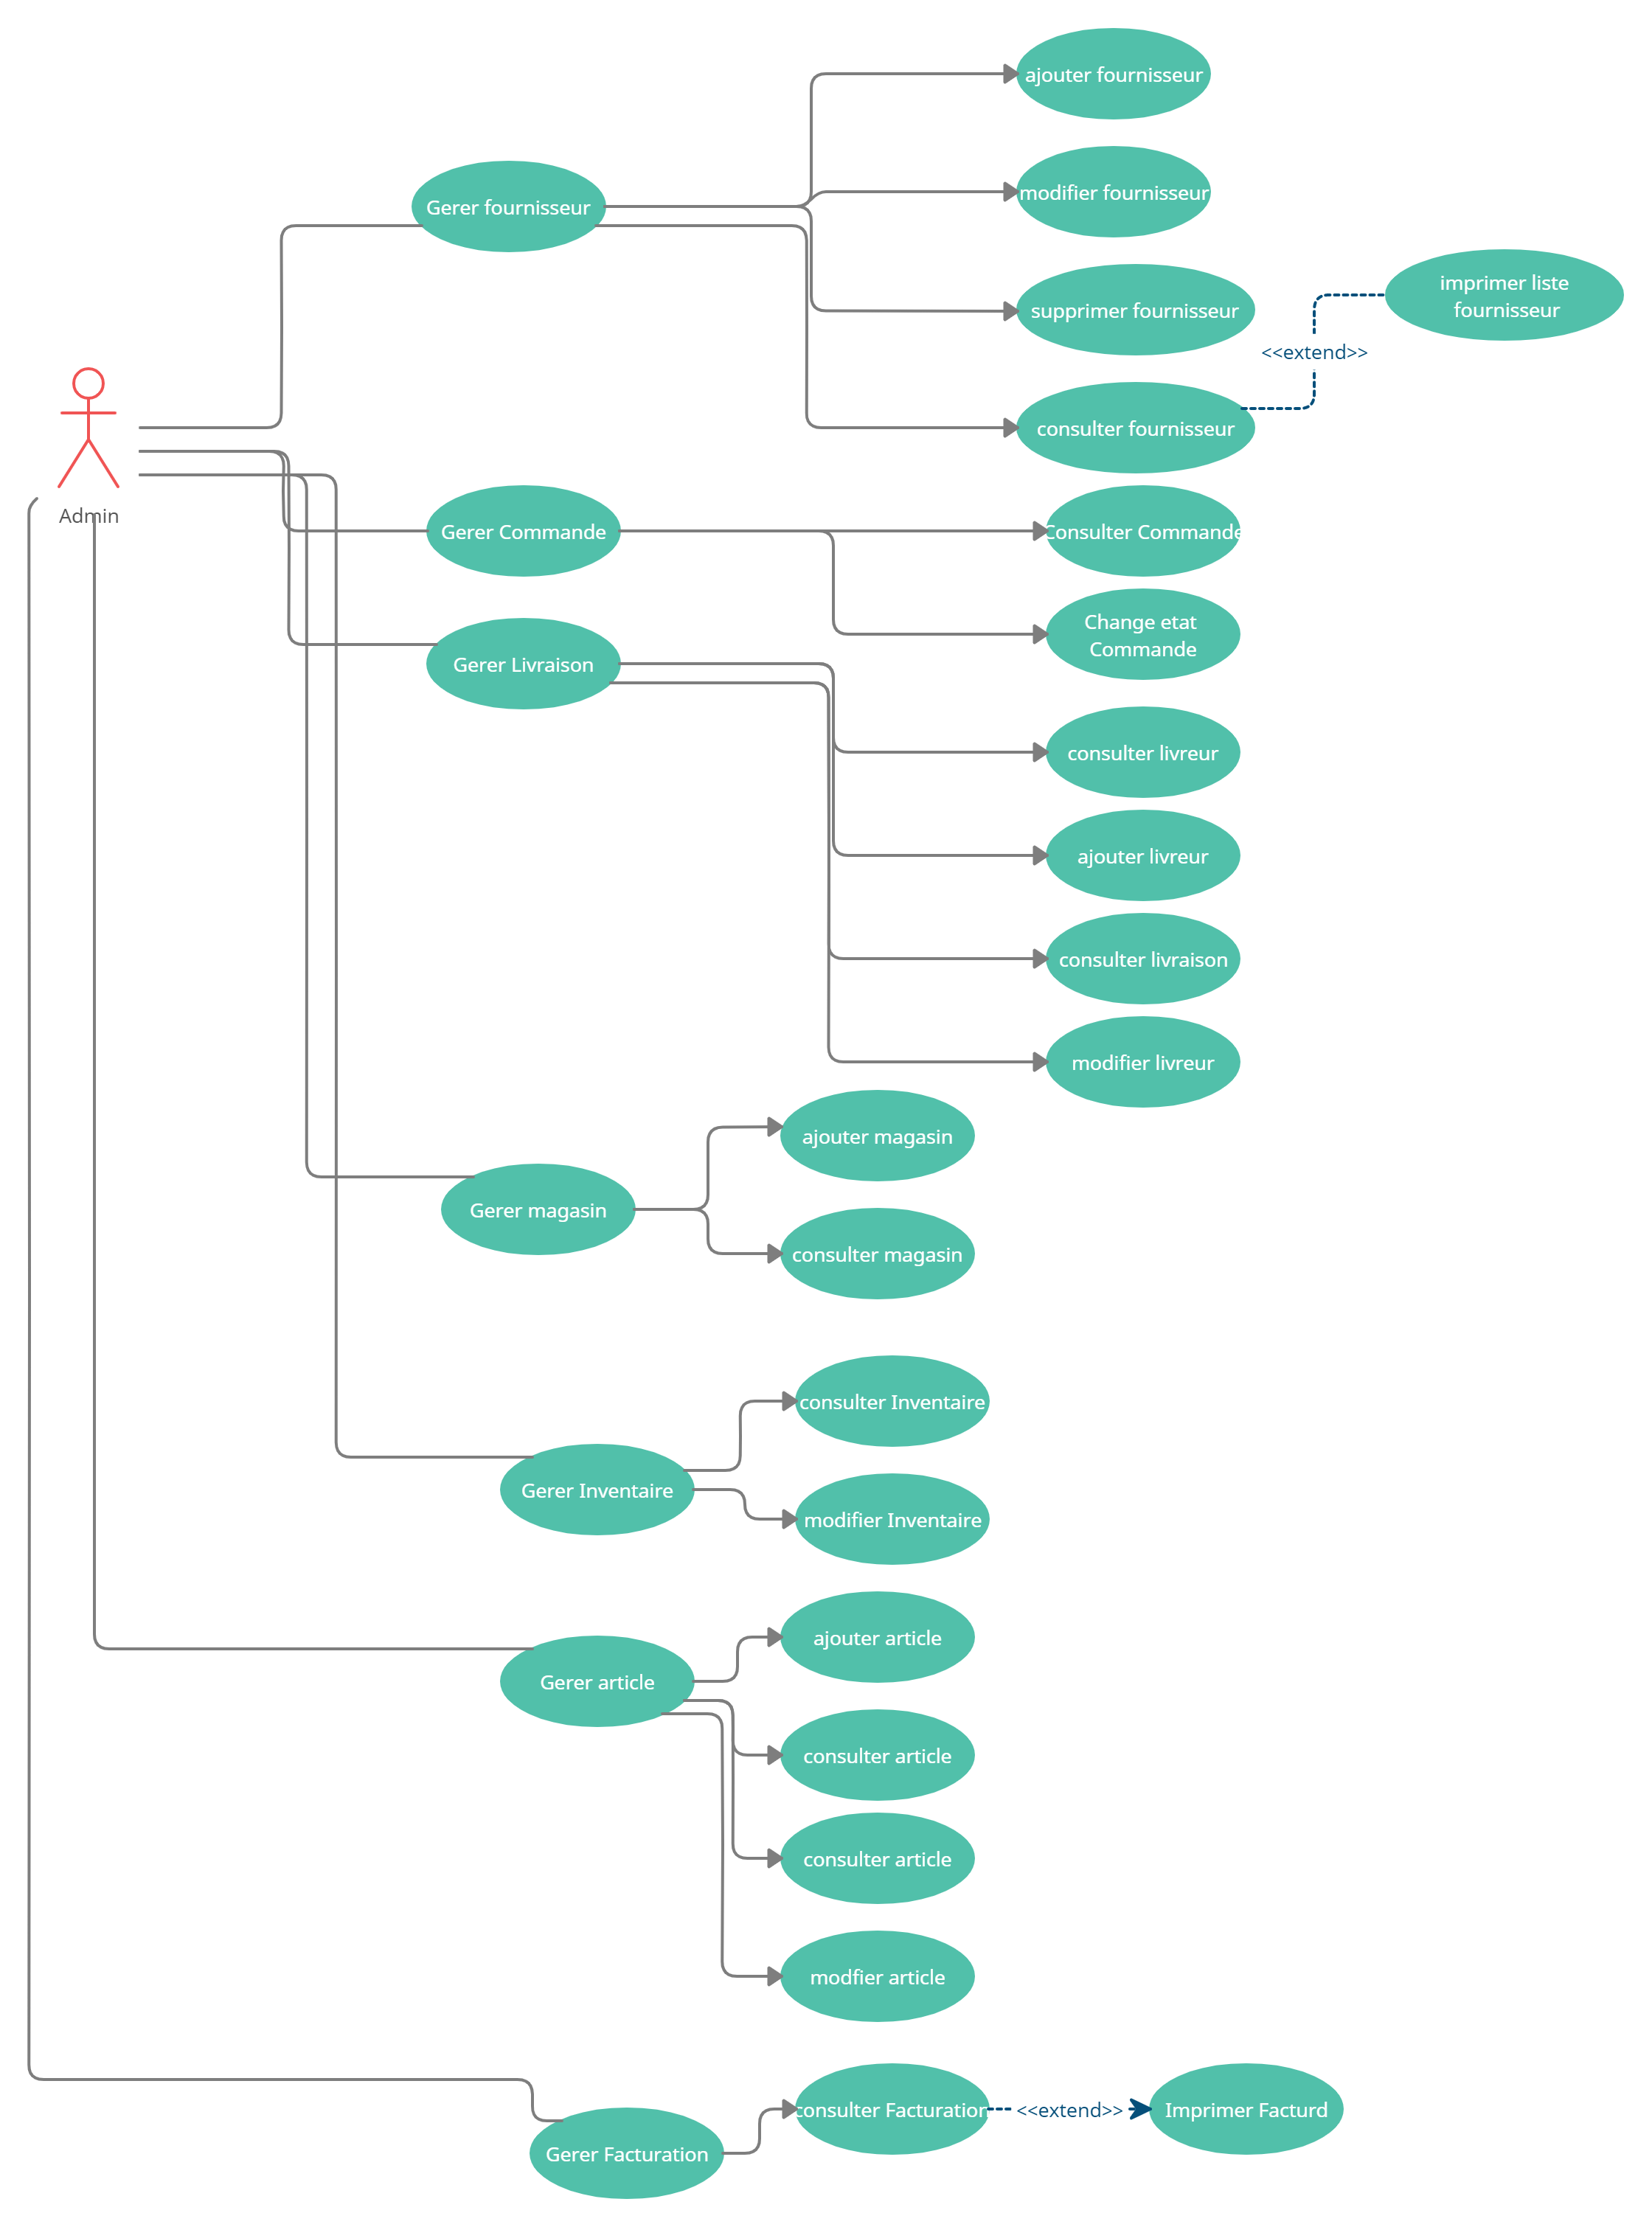 ajouter fournisseur
modifier fournisseur
Gerer fournisseur
supprimer fournisseur
imprimer liste
fournisseur
<<extend>>
consulter fournisseur
Admin
Gerer Commande
Consulter Commande
Change etat
Commande
Gerer Livraison
consulter livreur
ajouter livreur
consulter livraison
modifier livreur
ajouter magasin
Gerer magasin
consulter magasin
consulter Inventaire
Gerer Inventaire
modifier Inventaire
ajouter article
Gerer article
consulter article
consulter article
modfier article
consulter Facturation
<<extend>>
Imprimer Facturd
Gerer Facturation